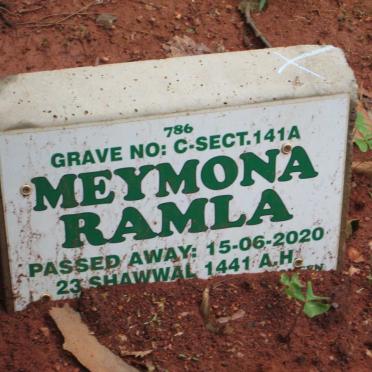 786
GRAVE NO: C-SECT.141A
MEYMONA
RAMLA
PASSED AWAY: 15-06-2020
23 SHAWWAL 1441 A.H